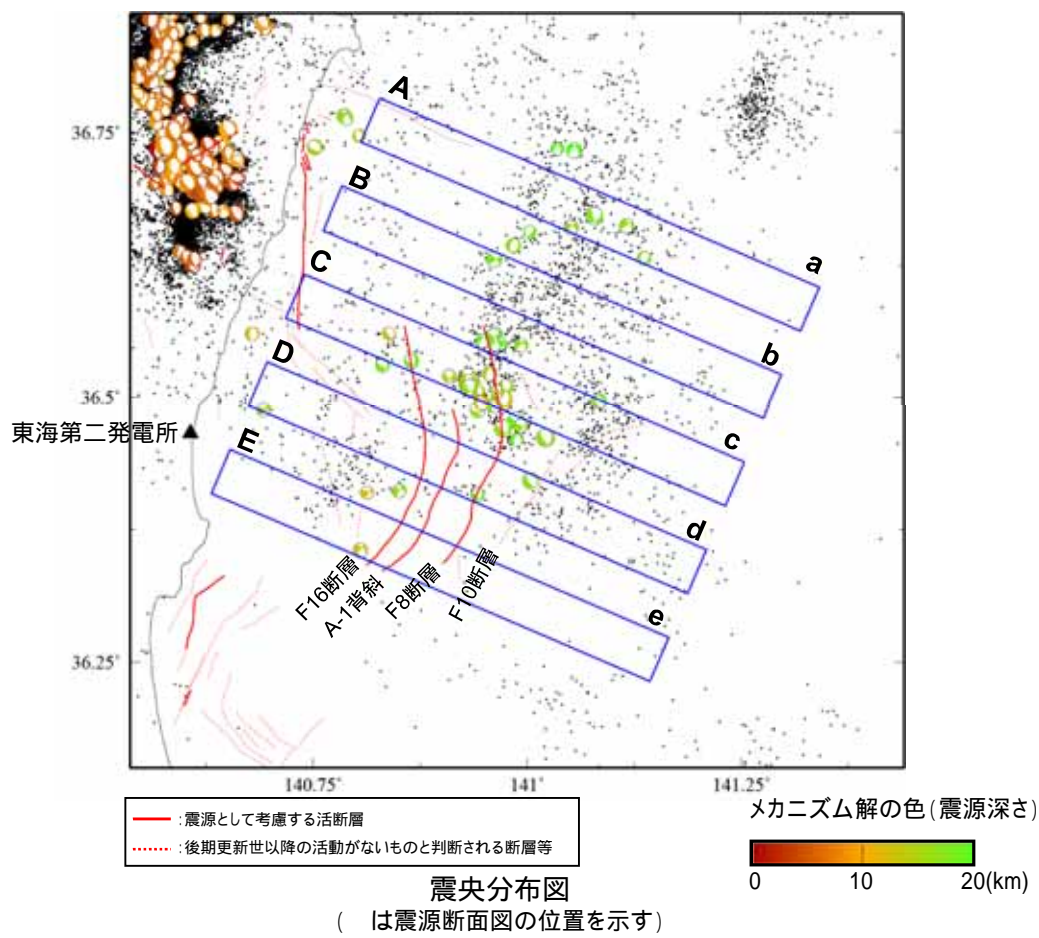 A
36.75°
B
a
C
b
36.5°
D
c
東海第二発電所
E
d
F16断層
A-1背斜
F8断層
F10断層
e
36.25°
140.75°
141°
141.25°
:震源として考慮する活断層
:後期更新世以降の活動がないものと判断される断層等
メカニズム解の色(震源深さ)
0
10
20(km)
震央分布図
( は震源断面図の位置を示す)